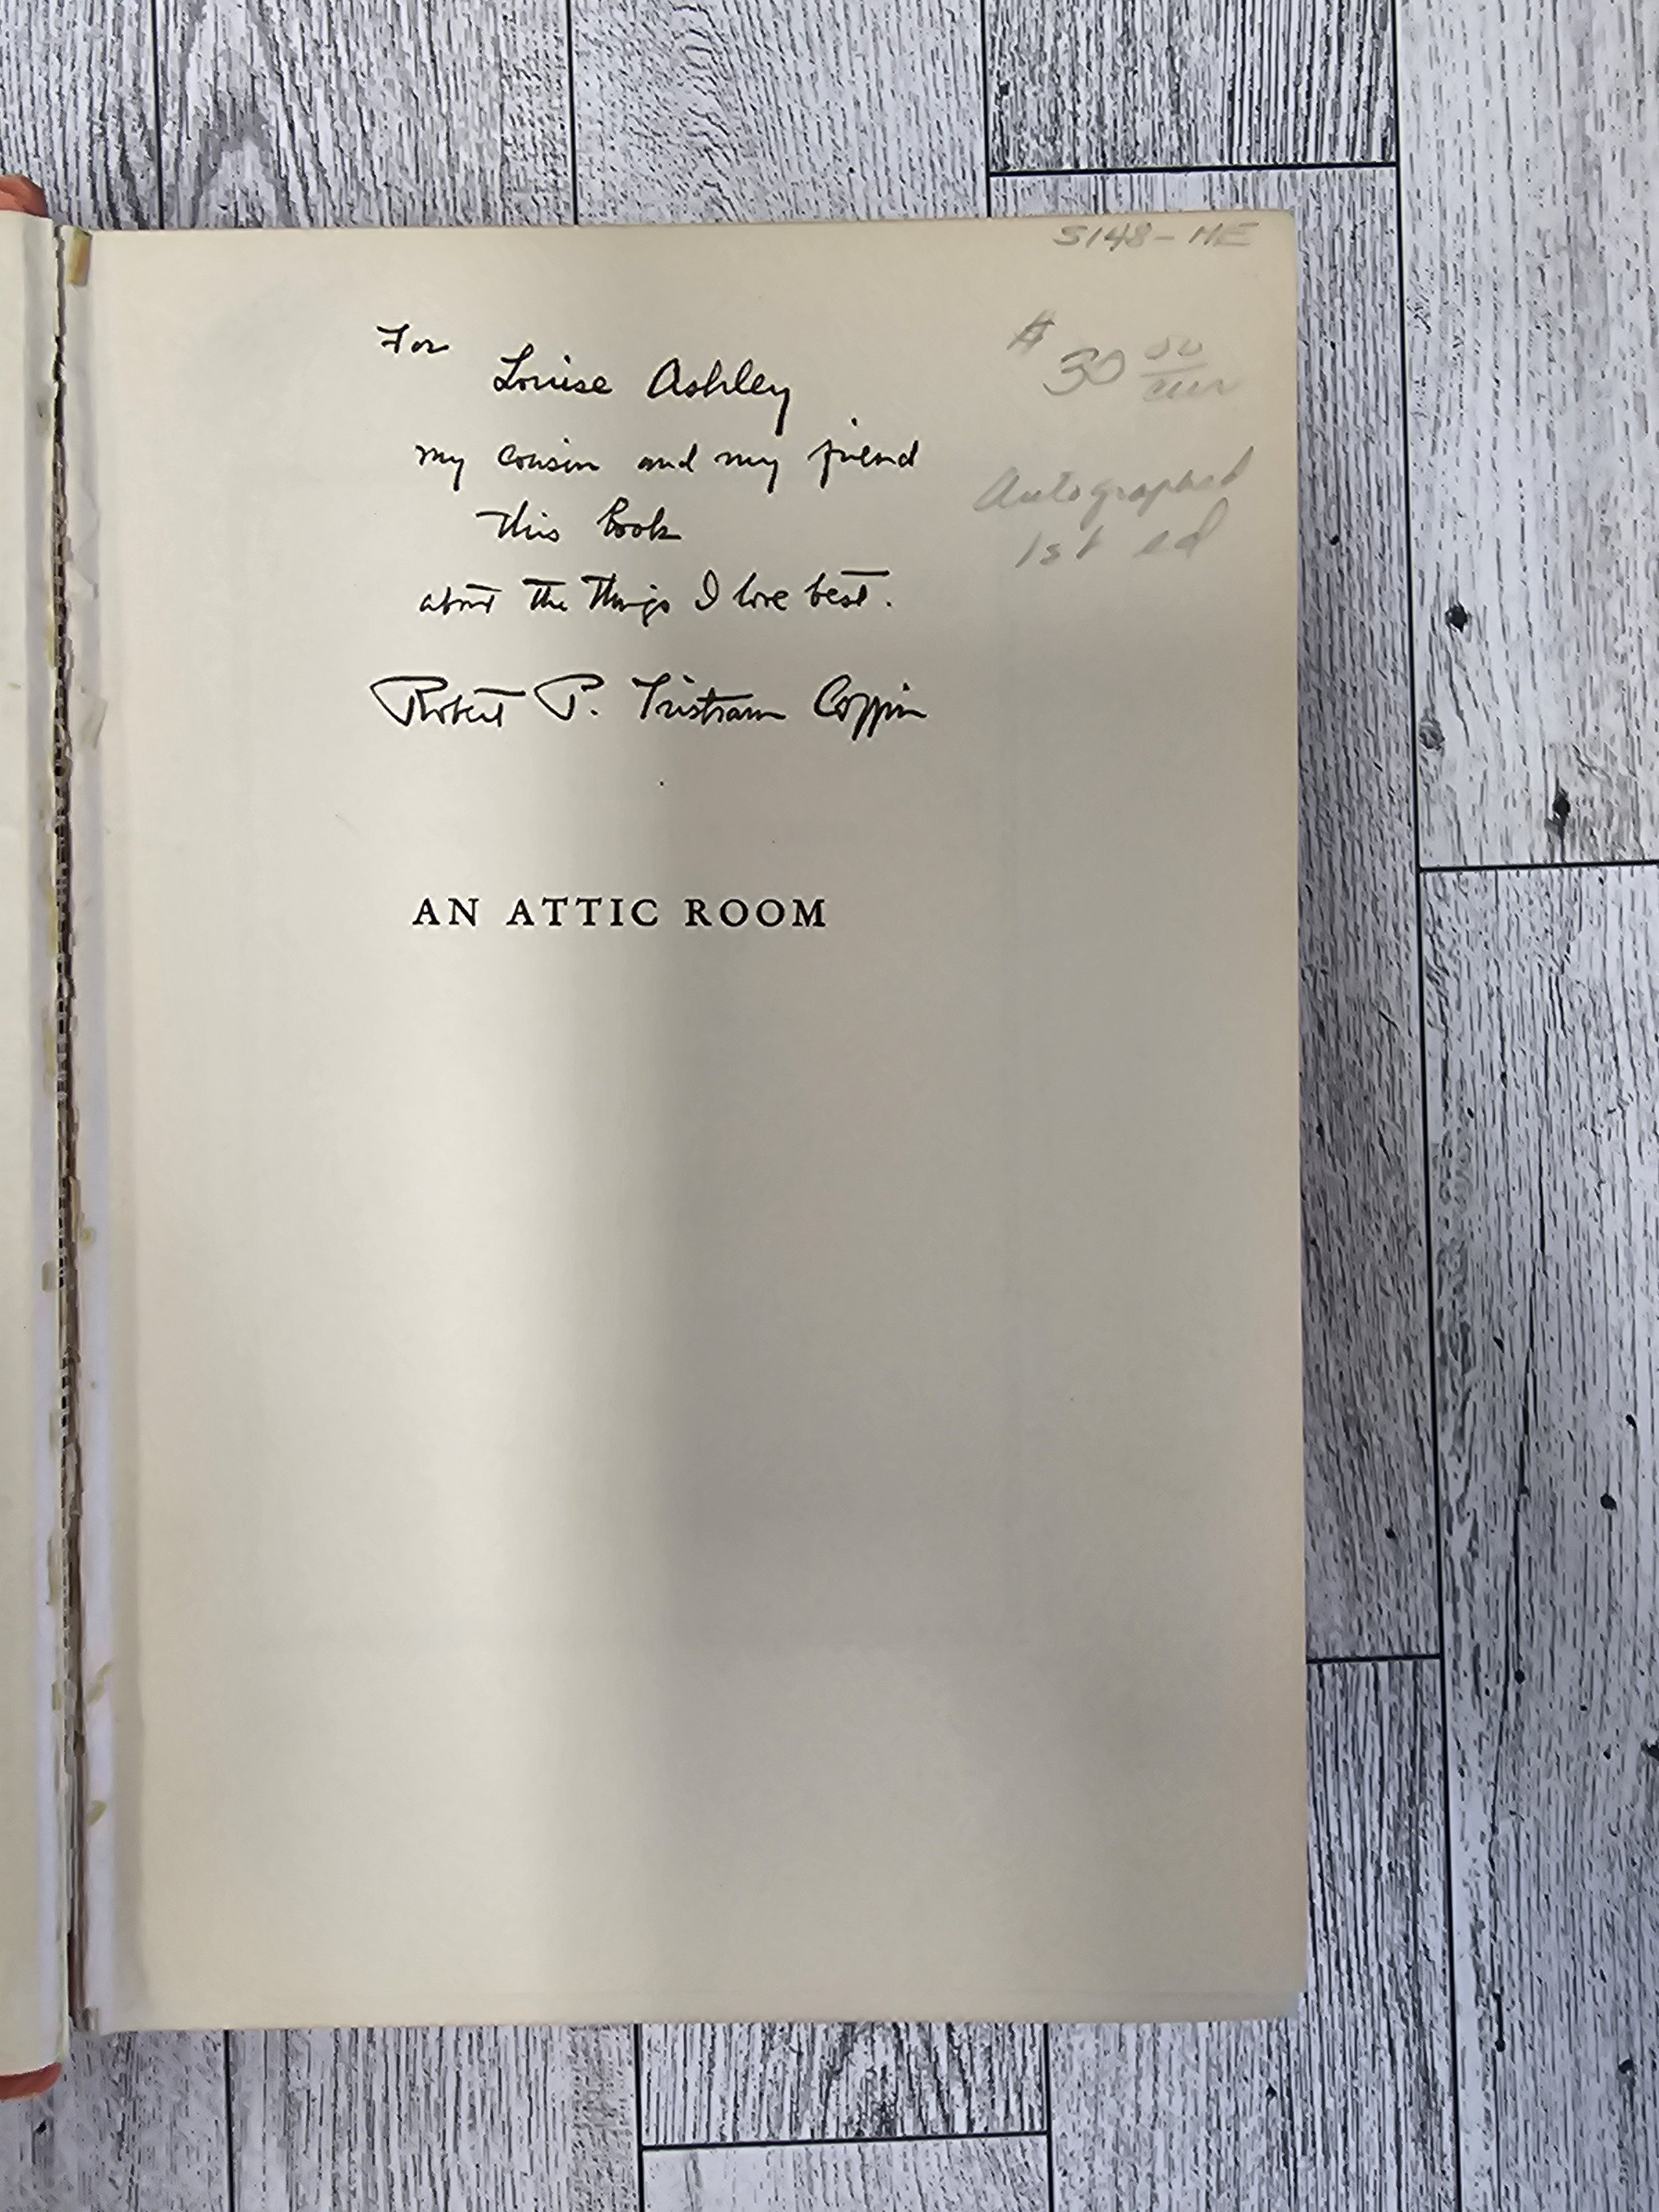 S148-ME
For
Louise Ashley
my cousin and my friend
this book
about the things I love best.
Robert P. Tristram Coffin
$30 00
Autographed
1st ed
AN ATTIC ROOM